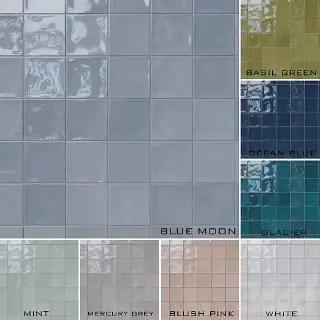 BASIL GREEN
OCEAN BLUE
BLUE MOON
GLACIER
MINT
MERCURY GREY
BLUSH PINK
WHITE